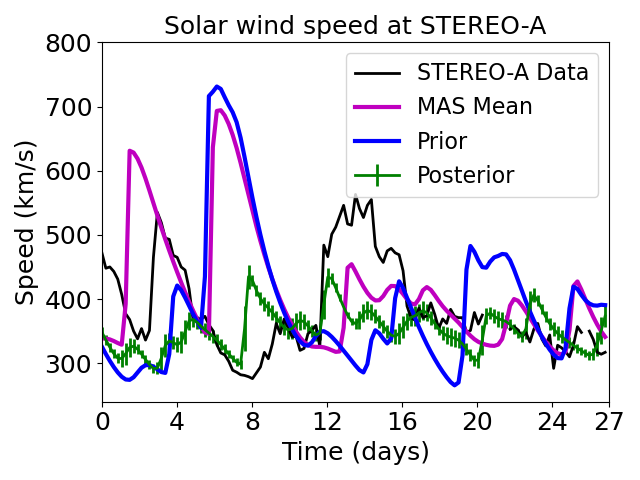 Solar wind speed at STEREO-A
800
700
600
500
400
300
Speed (km/s)
STEREO-A Data
MAS Mean
Prior
Posterior
0 4 8 12 16 20 24 27
Time (days)